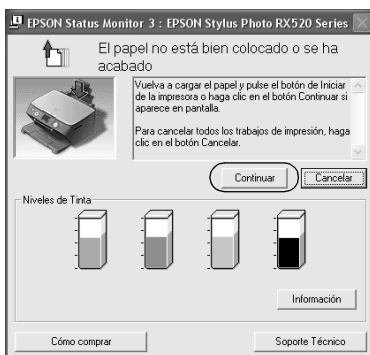 EPSON Status Monitor 3 : EPSON Stylus Photo RX520 Series
El papel no está bien colocado o se ha
acabado
Vuelva a cargar el papel y pulse el botón de Iniciar
de la impresora o haga clic en el botón Continuar si
aparece en pantalla.
Para cancelar todos los trabajos de impresión, haga
clic en el botón Cancelar.
Continuar
Cancelar
Niveles de Tinta
Información
Cómo comprar
Soporte Técnico